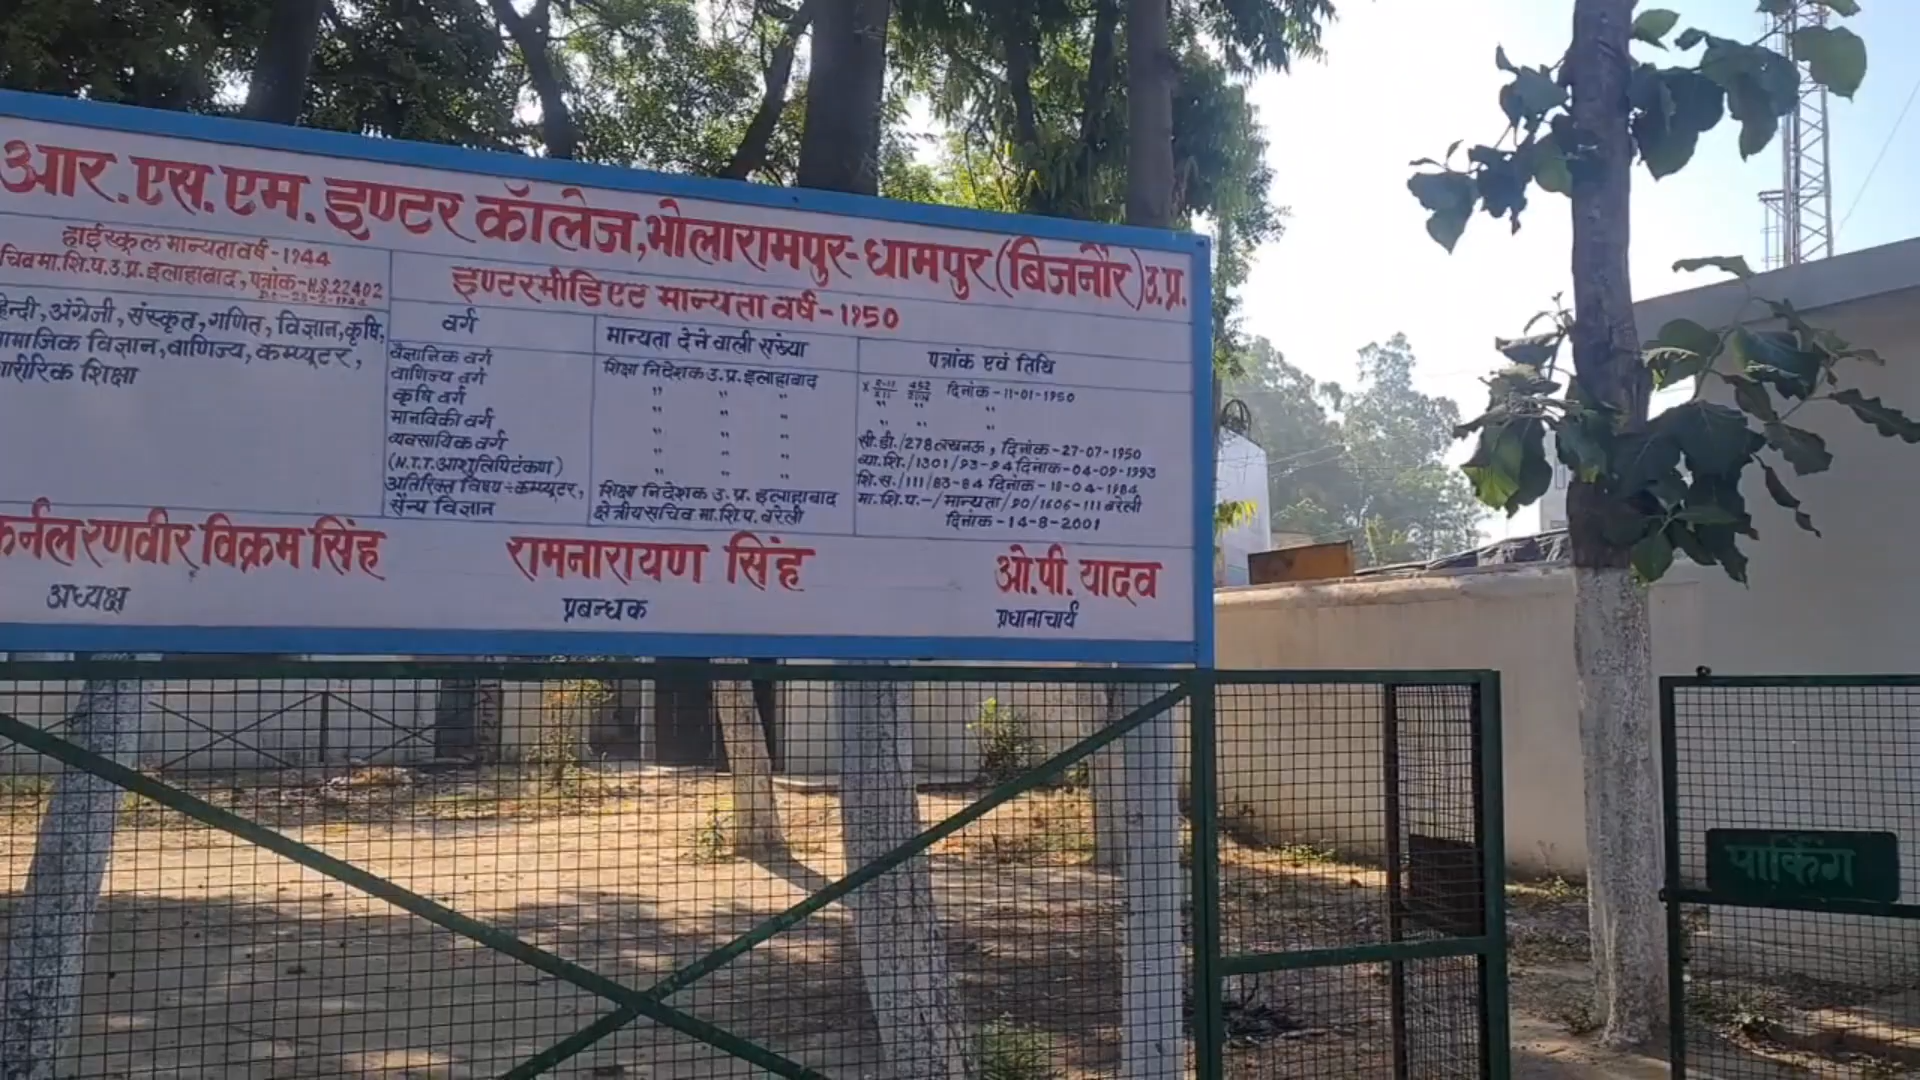 आर.एस.एम. इण्टर कॉलेज,भोलारामपुर-धामपुर(बिजनौर)उ.प्र.
हाईस्कूल मान्यता वर्ष-1944
चिव मा.शि.प.उ.प्र.इलाहाबाद, पत्रांक-H.S.22402
हिन्दी,अंग्रेजी,संस्कृत,गणित,विज्ञान,कृषि,
ामाजिक विज्ञान,वाणिज्य,कम्प्यूटर,
ारीरिक शिक्षा
इण्टरमीडिएट मान्यता वर्ष-1950
वर्ग मान्यता देने वाली संख्या पत्रांक एवं तिथि
वैज्ञानिक वर्ग शिक्षा निदेशक उ.प्र.इलाहाबाद दिनांक-11-01-1950
वाणिज्य वर्ग " " " " " "
कृषि वर्ग " " "
मानविकी वर्ग " " " सी.डी./278 लखनऊ, दिनांक-27-07-1950
व्यवसायिक वर्ग " " " व्या.शि./1301/93-94 दिनांक-04-09-1993
(N.T.T.आशुलिपिटंकण) " " " शि.स./111/83-84 दिनांक-18-04-1984
अतिरिक्त विषय÷कम्प्यूटर, शिक्षा निदेशक उ.प्र.इलाहाबाद मा.शि.प.-/मान्यता/90/1606-111 बरेली
सैन्य विज्ञान क्षेत्रीय सचिव मा.शि.प.बरेली दिनांक-14-8-2001
कर्नल रणवीर विक्रम सिंह रामनारायण सिंह ओ.पी. यादव
अध्यक्ष प्रबन्धक प्रधानाचार्य
पार्किंग